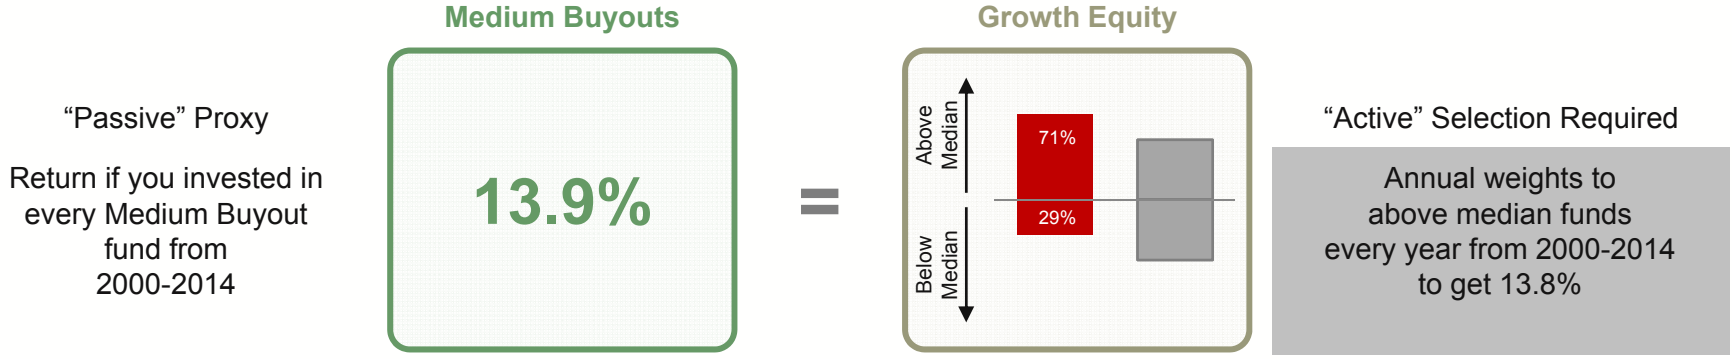 Medium Buyouts
Growth Equity
“Passive” Proxy
Return if you invested in
every Medium Buyout
fund from
2000-2014
13.9%
=
Above
Median
Below
Median
71%
29%
“Active” Selection Required
Annual weights to
above median funds
every year from 2000-2014
to get 13.8%